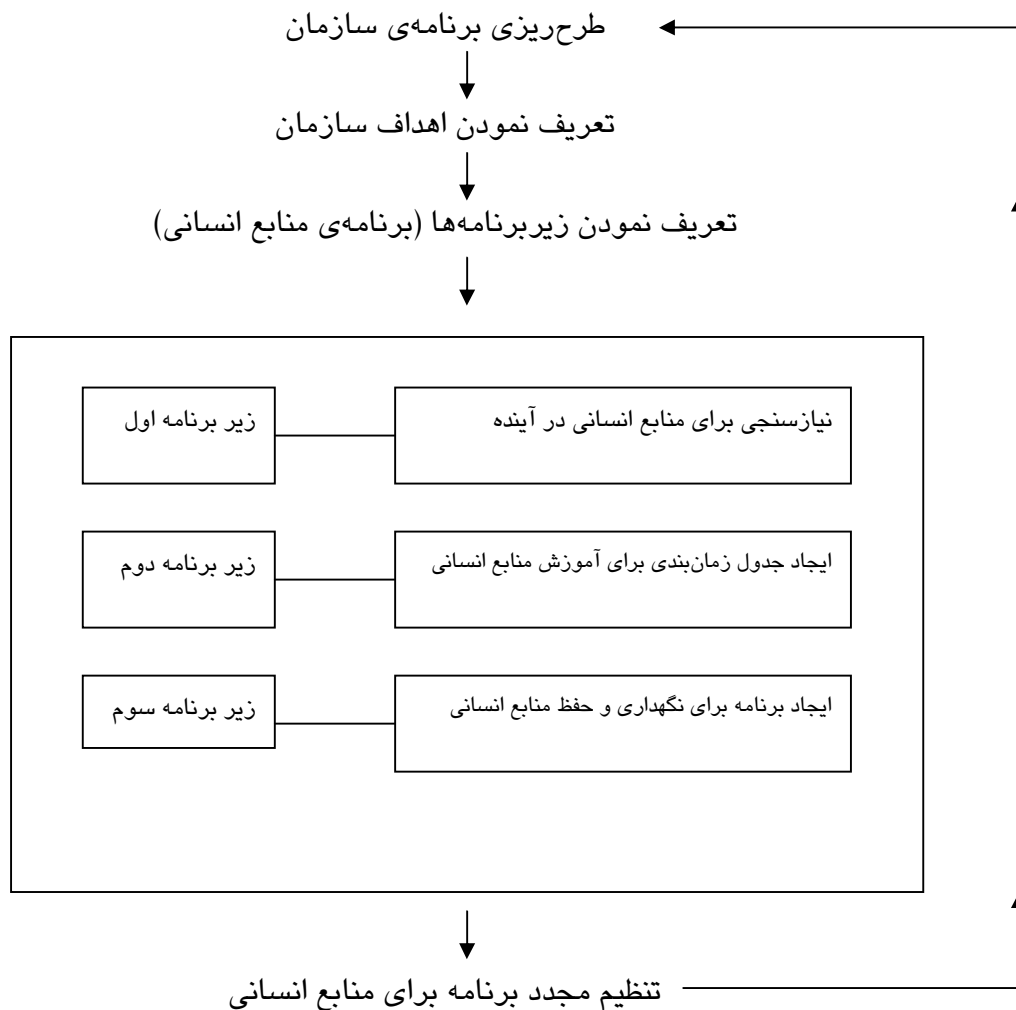 طرح‌ریزی برنامه‌ی سازمان
تعریف نمودن اهداف سازمان
تعریف نمودن زیربرنامه‌ها (برنامه‌ی منابع انسانی)
نیازسنجی برای منابع انسانی در آینده
زیر برنامه اول
ایجاد جدول زمان‌بندی برای آموزش منابع انسانی
زیر برنامه دوم
ایجاد برنامه برای نگهداری و حفظ منابع انسانی
زیر برنامه سوم
تنظیم مجدد برنامه برای منابع انسانی